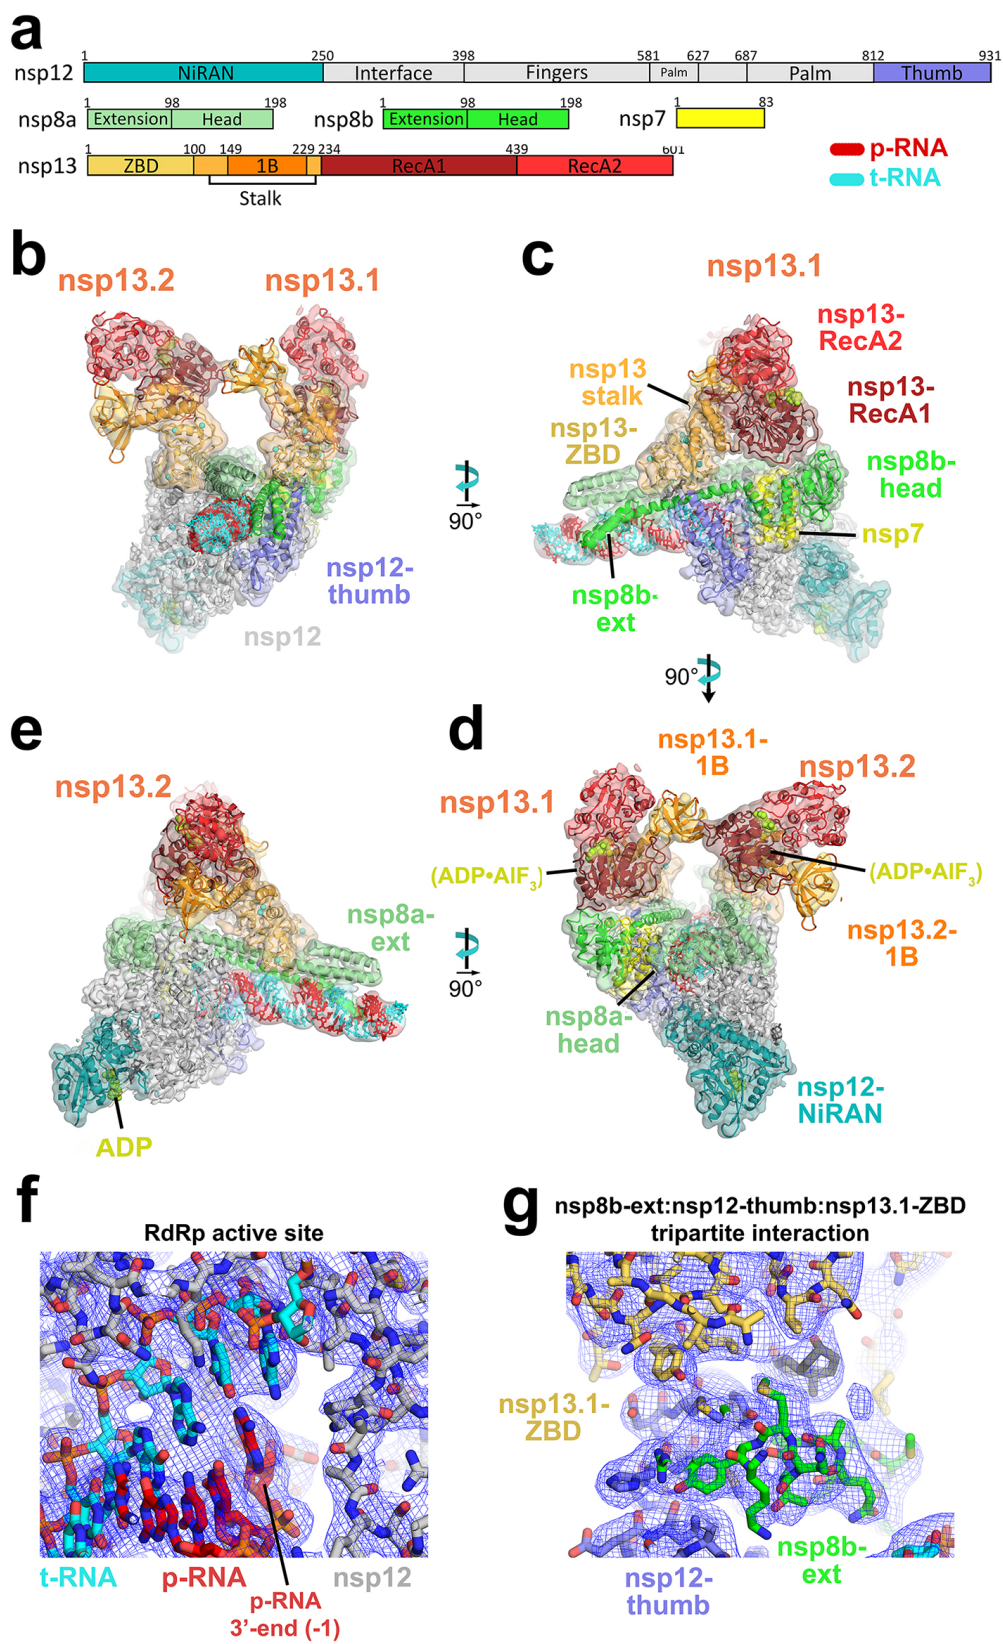 a
1 250 398 581 627 687 812 931
nsp12 NiRAN Interface Fingers Palm Palm Thumb
1 98 198 1 98 198 1 83
nsp8a Extension Head nsp8b Extension Head nsp7
1 100 149 229 234 439 601
nsp13 ZBD 1B RecA1 RecA2
Stalk
p-RNA
t-RNA
b
nsp13.2 nsp13.1
nsp12-
thumb
nsp12
90°
c
nsp13.1
nsp13-
RecA2
nsp13
stalk
nsp13-
RecA1
nsp13-
ZBD
nsp8b-
head
nsp7
nsp8b-
ext
90°
e
nsp13.2
nsp8a-
ext
ADP
90°
d
nsp13.1-
1B
nsp13.2
nsp13.1
(ADP•AlF3)
(ADP•AlF3)
nsp13.2-
1B
nsp8a-
head
nsp12-
NiRAN
f
RdRp active site
t-RNA p-RNA nsp12
p-RNA
3’-end (-1)
g
nsp8b-ext:nsp12-thumb:nsp13.1-ZBD
tripartite interaction
nsp13.1-
ZBD
nsp8b-
ext
nsp12-
thumb